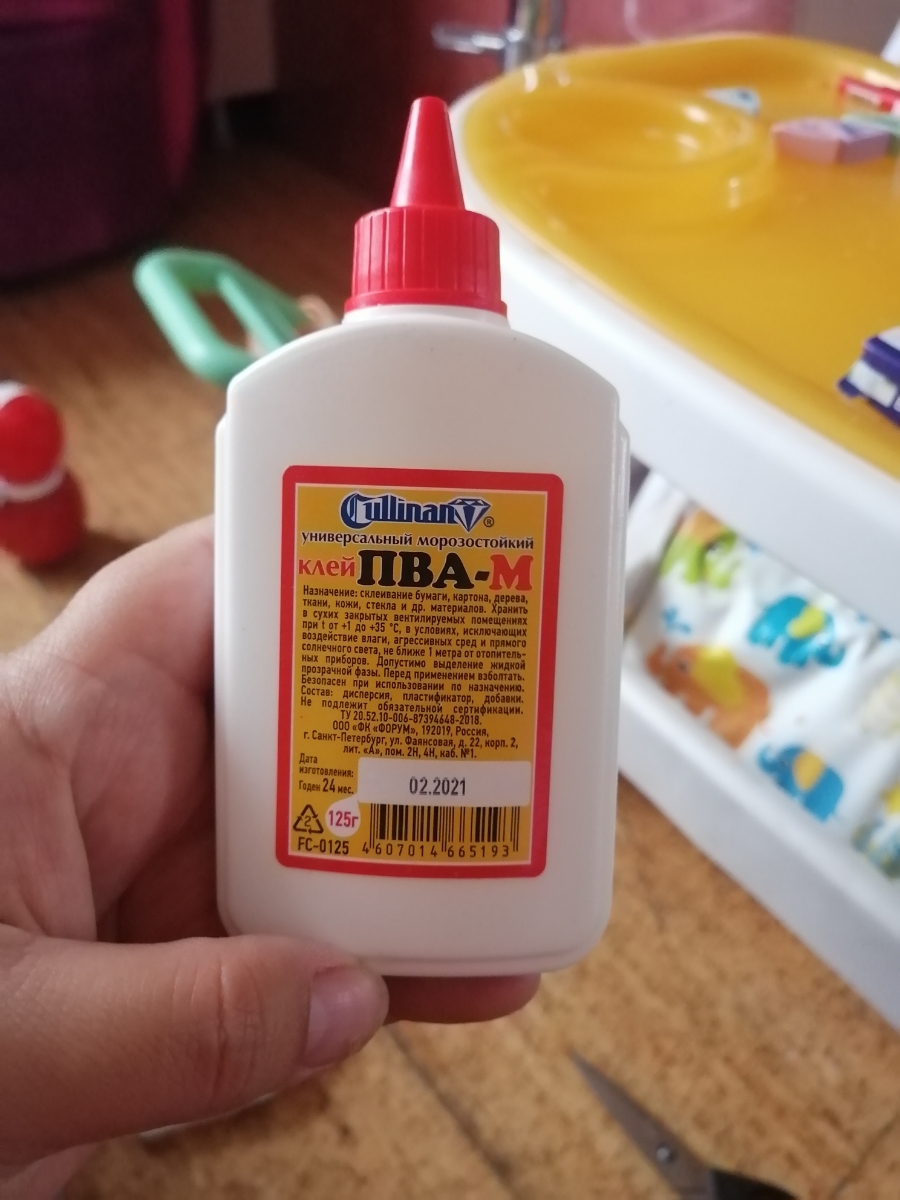 Cullinan ®
универсальный морозостойкий
клей ПВА-М
Назначение: склеивание бумаги, картона, дерева,
ткани, кожи, стекла и др. материалов. Хранить
в сухих закрытых вентилируемых помещениях
при t от +1 до +35 °C, в условиях, исключающих
воздействие влаги, агрессивных сред и прямого
солнечного света, не ближе 1 метра от отопитель-
ных приборов. Допустимо выделение жидкой
прозрачной фазы. Перед применением взболтать.
Безопасен при использовании по назначению.
Состав: дисперсия, пластификатор, добавки.
Не подлежит обязательной сертификации.
ТУ 20.52.10-006-87394648-2018.
ООО «ФК «ФОРУМ», 192019, Россия,
г. Санкт-Петербург, ул. Фаянсовая, д. 22, корп. 2,
лит. «А», пом. 2Н, 4Н, каб. №1.
Дата
изготовления:
Годен 24 мес.
02.2021
2
125г
FC-0125
4 607014 665193